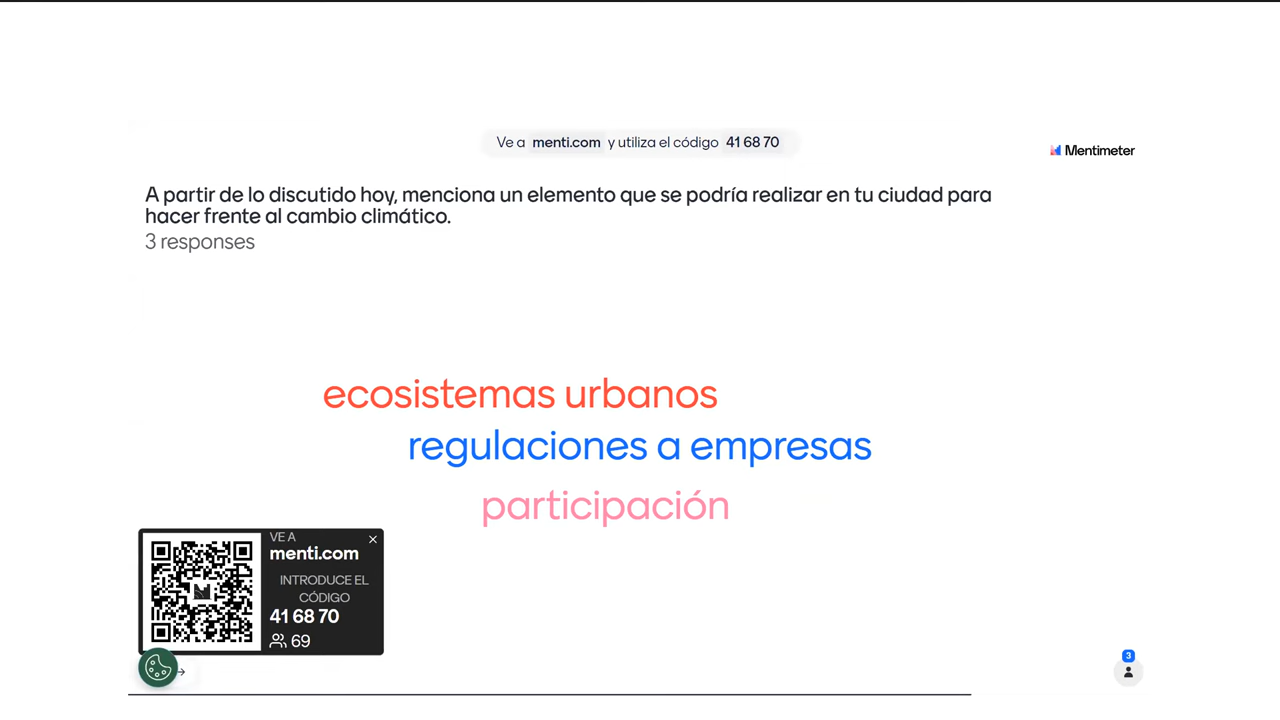 Ve a menti.com y utiliza el código 41 68 70
Mentimeter
A partir de lo discutido hoy, menciona un elemento que se podría realizar en tu ciudad para
hacer frente al cambio climático.
3 responses
ecosistemas urbanos
regulaciones a empresas
participación
VE A
menti.com
INTRODUCE EL
CÓDIGO
41 68 70
69
3